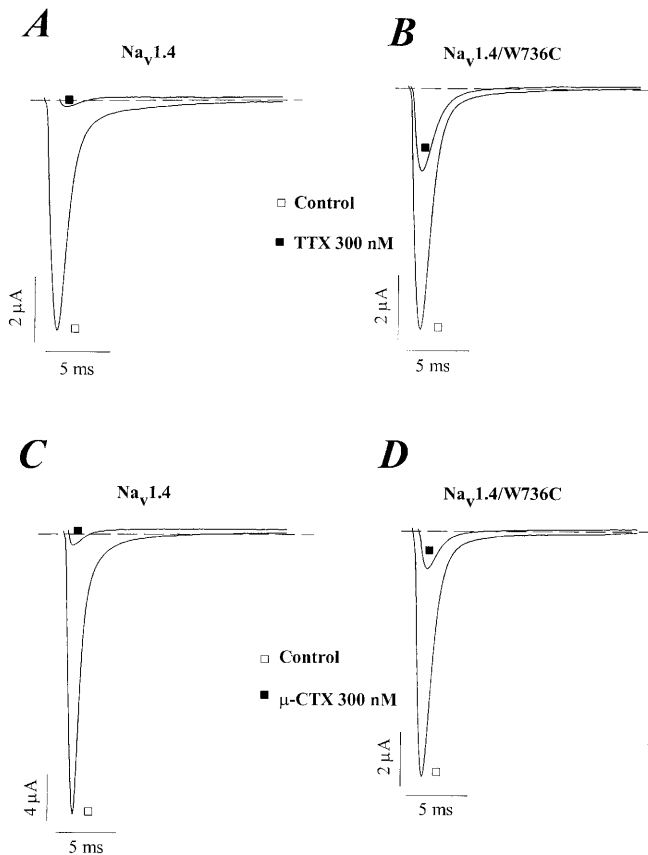 A
Nav1.4
B
Nav1.4/W736C
□ Control
■ TTX 300 nM
2 μA
5 ms
2 μA
5 ms
C
Nav1.4
D
Nav1.4/W736C
□ Control
■ μ-CTX 300 nM
4 μA
5 ms
2 μA
5 ms